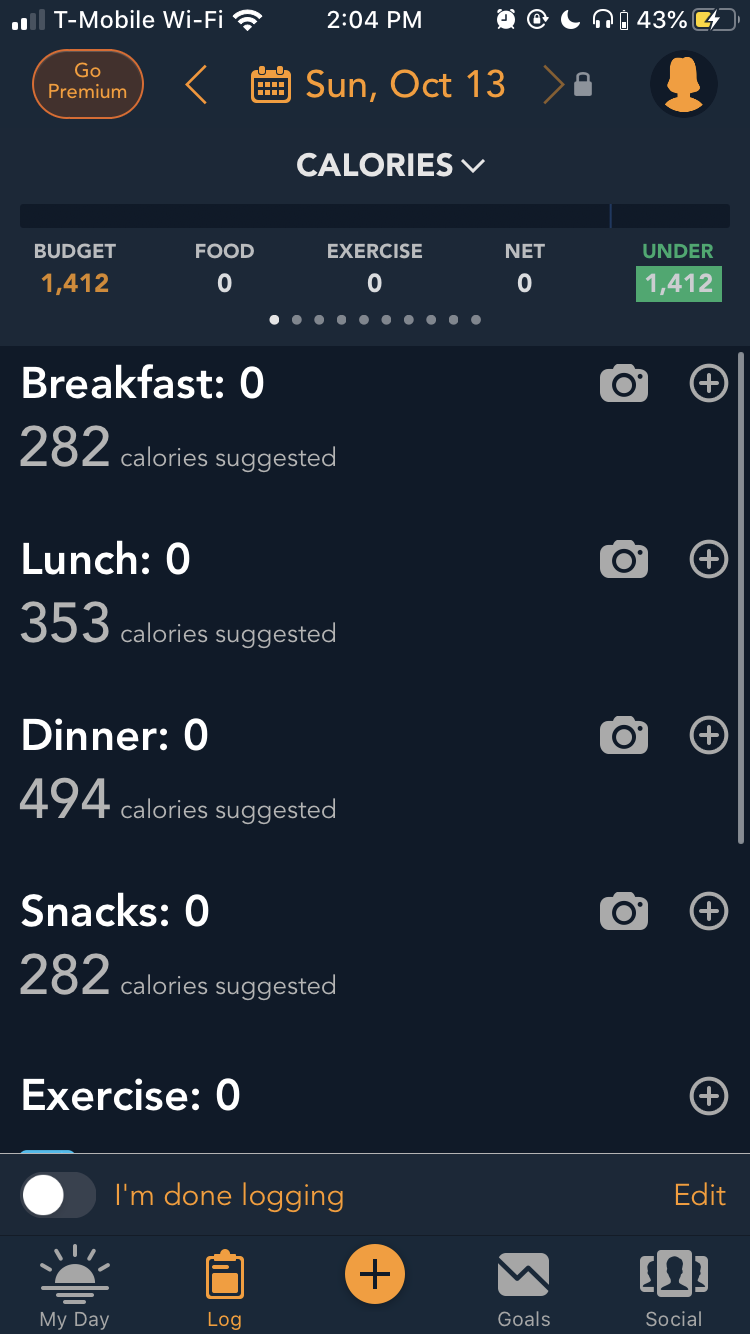 T-Mobile Wi-Fi 2:04 PM 43%
Go
Premium
Sun, Oct 13
CALORIES
BUDGET FOOD EXERCISE NET UNDER
1,412 0 0 0 1,412
Breakfast: 0
282 calories suggested
Lunch: 0
353 calories suggested
Dinner: 0
494 calories suggested
Snacks: 0
282 calories suggested
Exercise: 0
I'm done logging Edit
My Day Log Goals Social